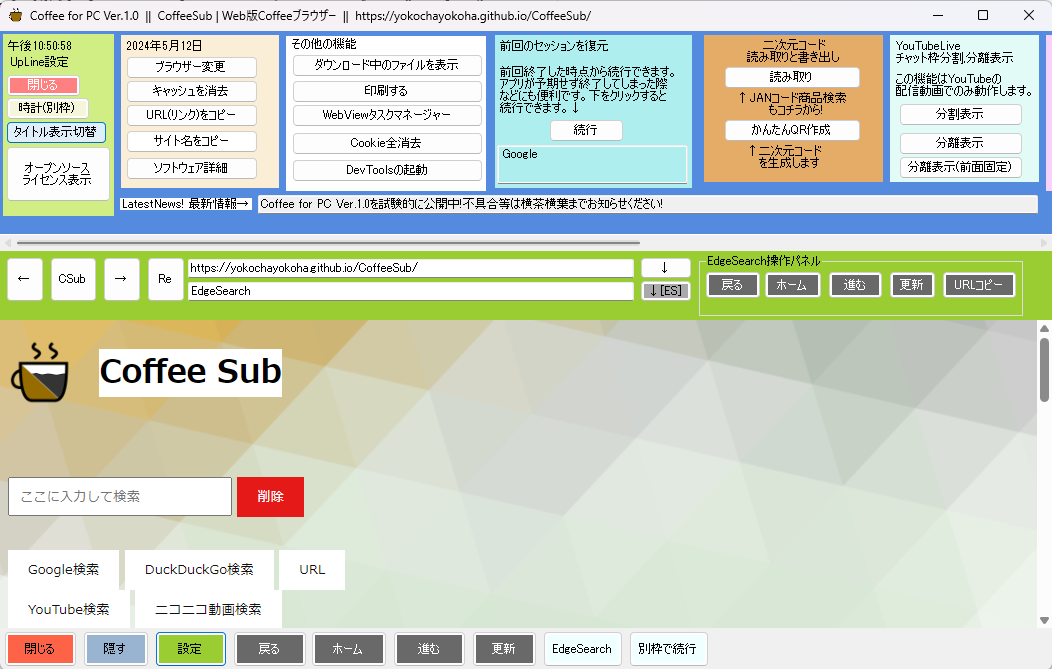 Coffee for PC Ver.1.0 || CoffeeSub | Web版Coffeeブラウザー || https://yokochayokoha.github.io/CoffeeSub/
午後10:50:58
UpLine設定
閉じる
時計(別枠)
タイトル表示切替
オープンソース
ライセンス表示
2024年5月12日
ブラウザー変更
キャッシュを消去
URL(リンク)をコピー
サイト名をコピー
ソフトウェア詳細
その他の機能
ダウンロード中のファイルを表示
印刷する
WebViewタスクマネージャー
Cookie全消去
DevToolsの起動
前回のセッションを復元
前回終了した時点から続行できます。
アプリが予期せず終了してしまった際
などにも便利です。下をクリックすると
続行できます。↓
続行
Google
二次元コード
読み取りと書き出し
読み取り
↑JANコード商品検索
もコチラから!
かんたんQR作成
↑二次元コード
を生成します
YouTubeLive
チャット枠分割,分離表示
この機能はYouTubeの
配信動画でのみ動作します。
分割表示
分離表示
分離表示(前面固定)
LatestNews! 最新情報→
Coffee for PC Ver.1.0を試験的に公開中!不具合等は横茶横葉までお知らせください!
←
CSub
→
Re
https://yokochayokoha.github.io/CoffeeSub/
↓
EdgeSearch
↓[ES]
EdgeSearch操作パネル
戻る
ホーム
進む
更新
URLコピー
Coffee Sub
ここに入力して検索
削除
Google検索
DuckDuckGo検索
URL
YouTube検索
ニコニコ動画検索
閉じる
隠す
設定
戻る
ホーム
進む
更新
EdgeSearch
別枠で続行